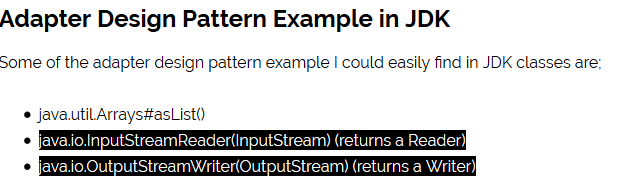 Adapter Design Pattern Example in JDK
Some of the adapter design pattern example I could easily find in JDK classes are;
java.util.Arrays#asList()
java.io.InputStreamReader(InputStream) (returns a Reader)
java.io.OutputStreamWriter(OutputStream) (returns a Writer)